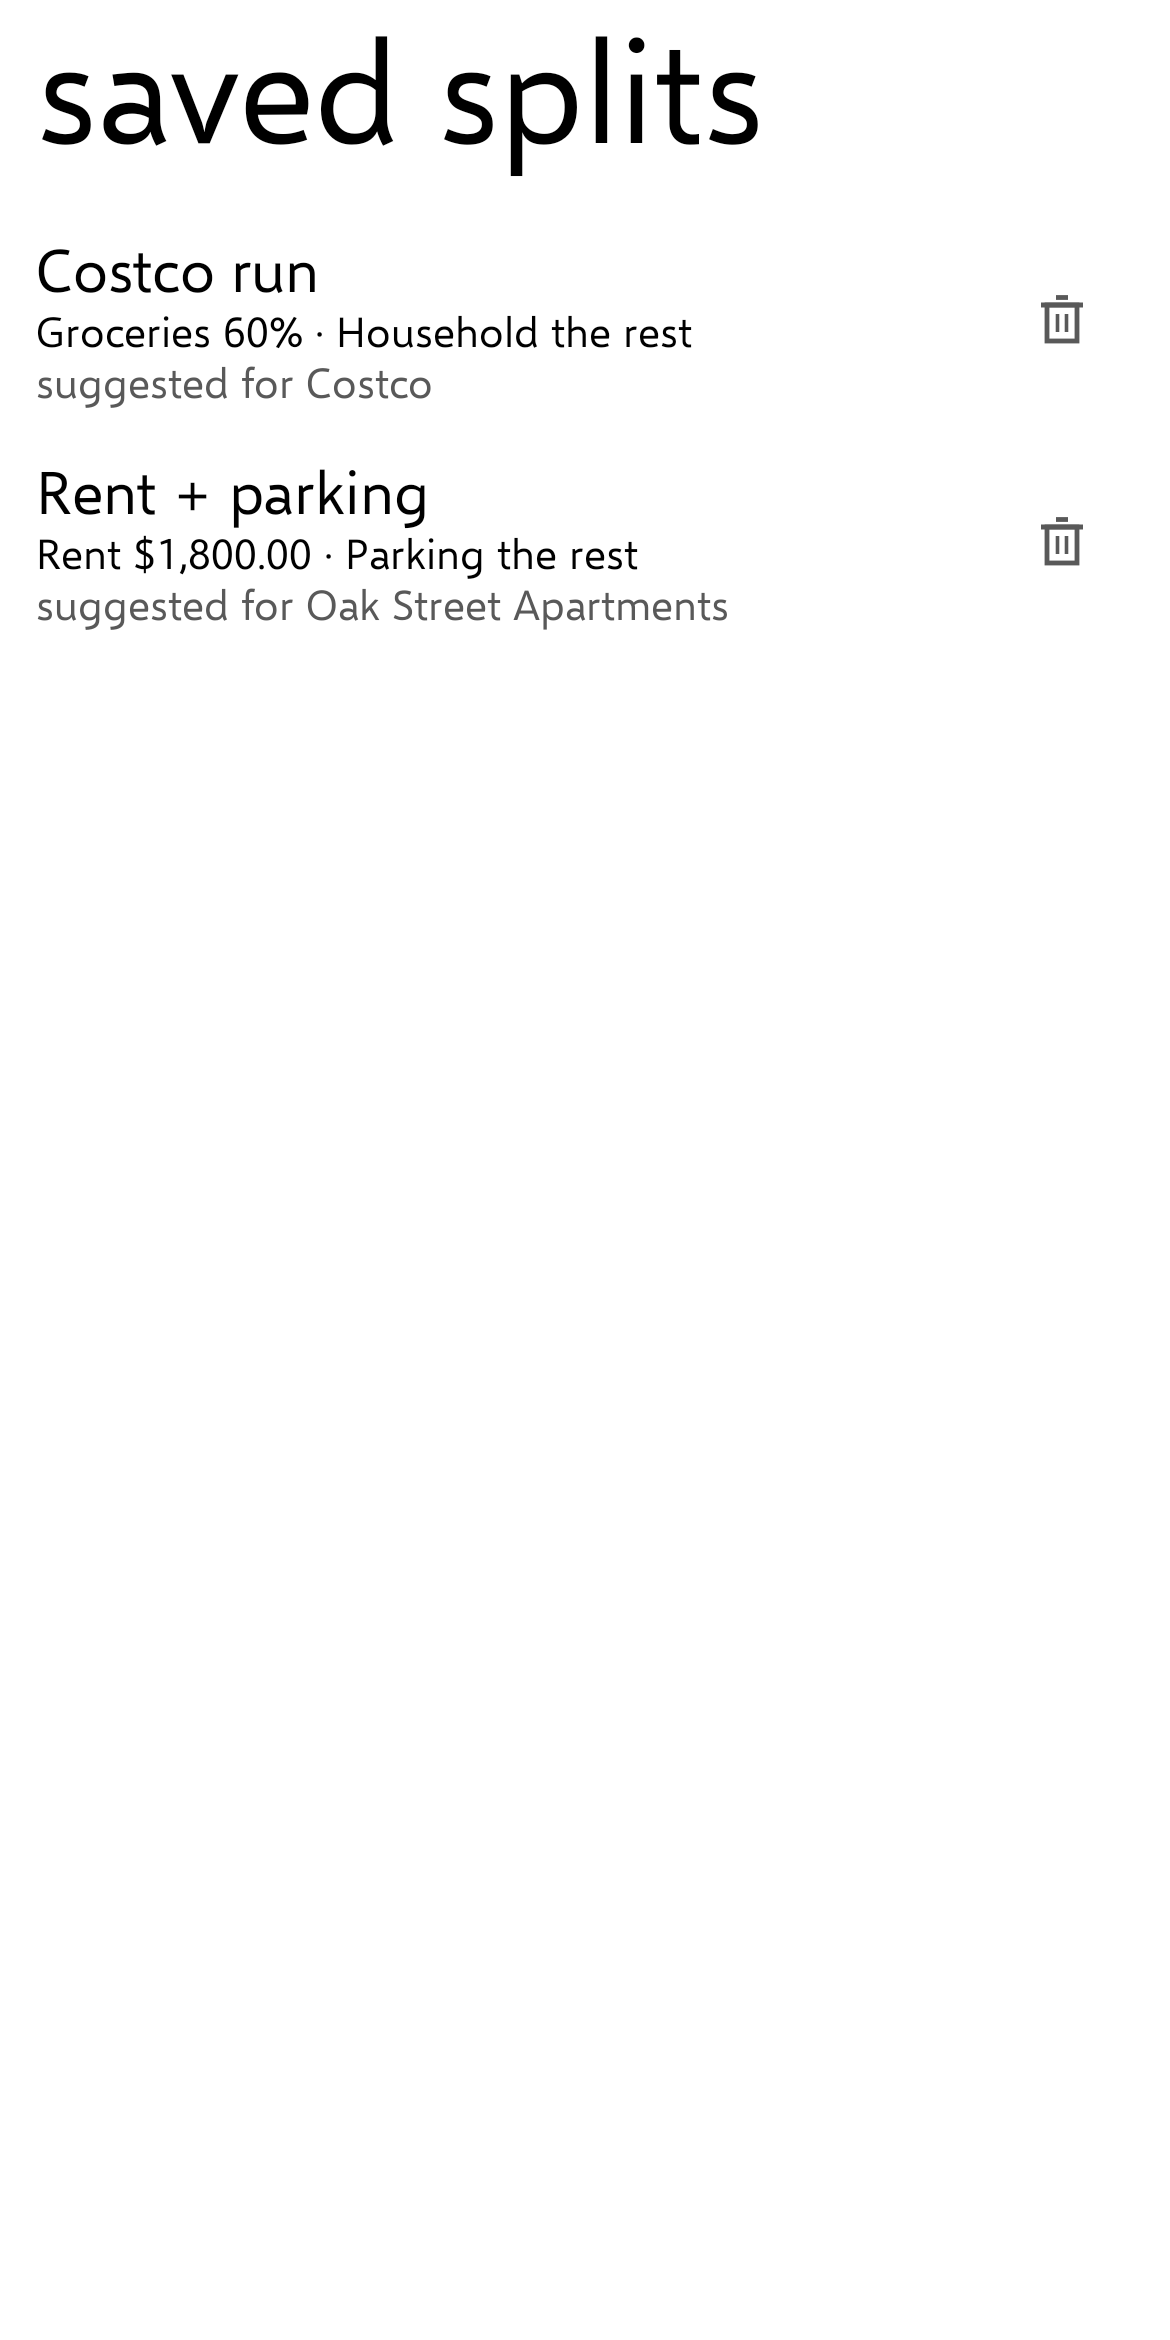 saved splits
Costco run
Groceries 60% · Household the rest
suggested for Costco
Rent + parking
Rent $1,800.00 · Parking the rest
suggested for Oak Street Apartments